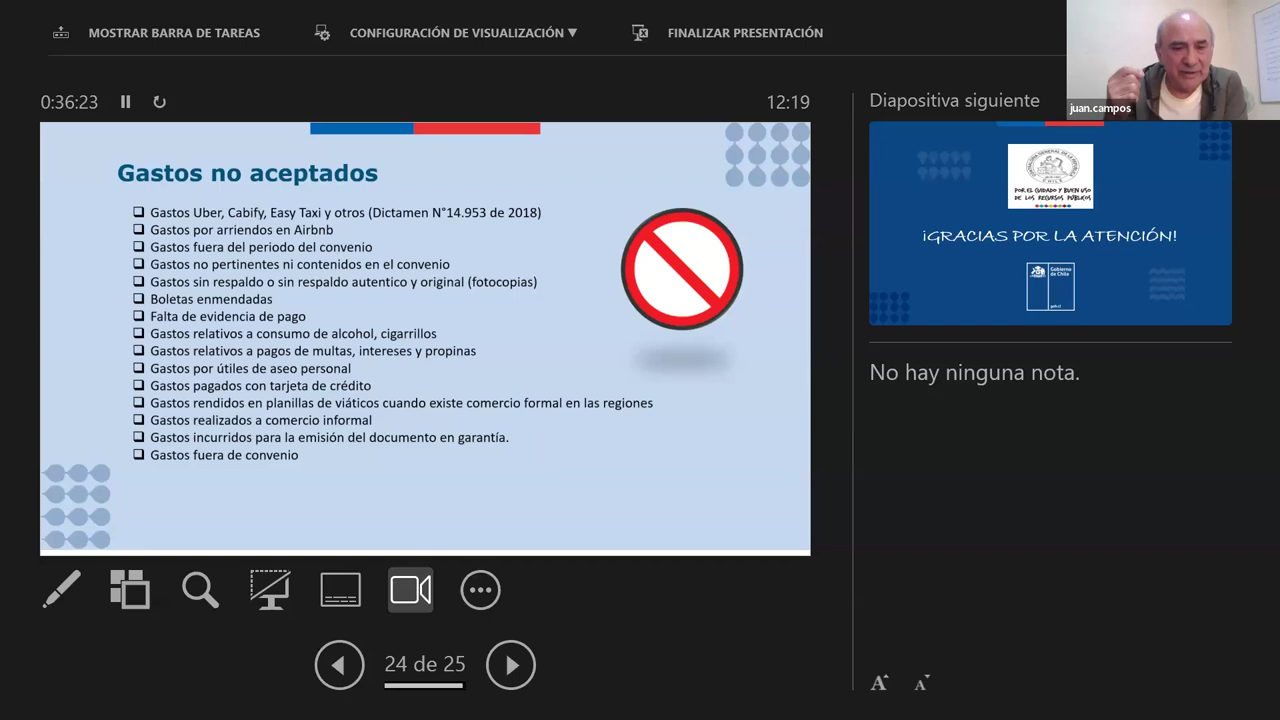 MOSTRAR BARRA DE TAREAS
CONFIGURACIÓN DE VISUALIZACIÓN ▼
FINALIZAR PRESENTACIÓN
juan.campos
0:36:23
12:19
Diapositiva siguiente
Gastos no aceptados
Gastos Uber, Cabify, Easy Taxi y otros (Dictamen N°14.953 de 2018)
Gastos por arriendos en Airbnb
Gastos fuera del periodo del convenio
Gastos no pertinentes ni contenidos en el convenio
Gastos sin respaldo o sin respaldo autentico y original (fotocopias)
Boletas enmendadas
Falta de evidencia de pago
Gastos relativos a consumo de alcohol, cigarrillos
Gastos relativos a pagos de multas, intereses y propinas
Gastos por útiles de aseo personal
Gastos pagados con tarjeta de crédito
Gastos rendidos en planillas de viáticos cuando existe comercio formal en las regiones
Gastos realizados a comercio informal
Gastos incurridos para la emisión del documento en garantía.
Gastos fuera de convenio
POR EL CUIDADO Y BUEN USO
DE LOS RECURSOS PÚBLICOS
¡GRACIAS POR LA ATENCIÓN!
Gobierno
de Chile
gob.cl
No hay ninguna nota.
24 de 25
A A